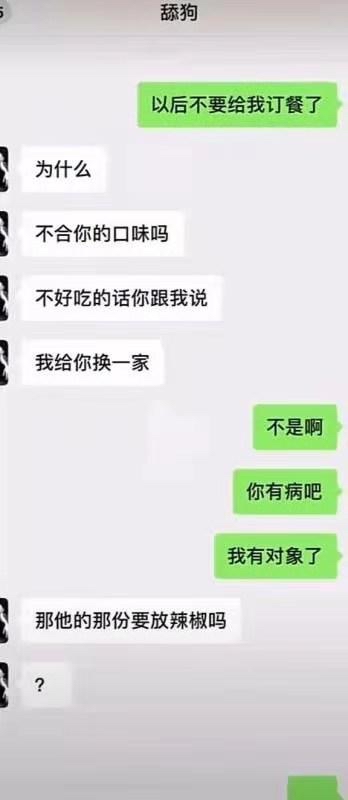 舔狗
以后不要给我订餐了
为什么
不合你的口味吗
不好吃的话你跟我说
我给你换一家
不是啊
你有病吧
我有对象了
那他的那份要放辣椒吗
?